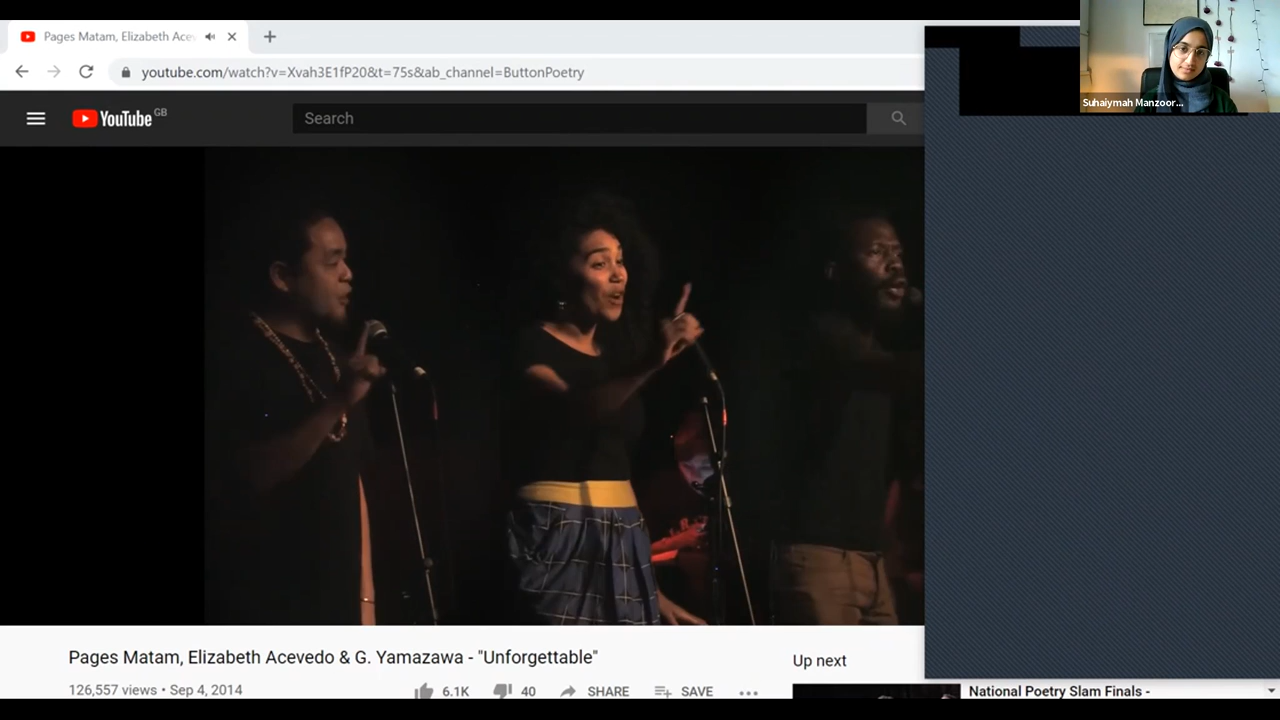 Pages Matam, Elizabeth Ace
youtube.com/watch?v=Xvah3E1fP20&t=75s&ab_channel=ButtonPoetry
Suhaiymah Manzoor...
YouTube GB
Search
Pages Matam, Elizabeth Acevedo & G. Yamazawa - "Unforgettable"
Up next
126,557 views • Sep 4, 2014
6.1K
40
SHARE
SAVE
National Poetry Slam Finals -